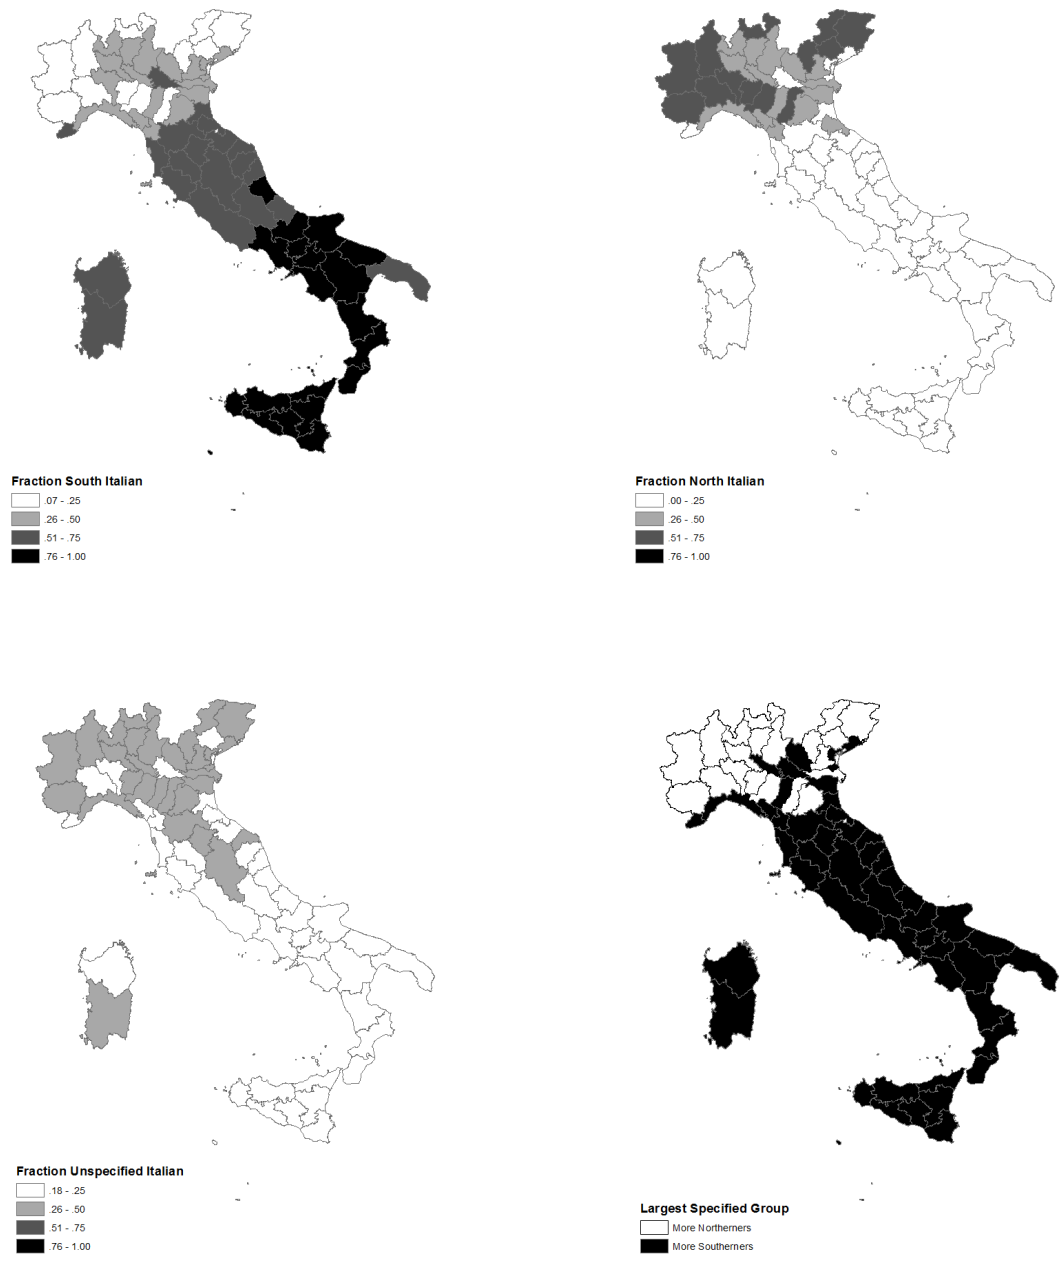 Fraction South Italian
.07 - .25
.26 - .50
.51 - .75
.76 - 1.00
Fraction North Italian
.00 - .25
.26 - .50
.51 - .75
.76 - 1.00
Fraction Unspecified Italian
.18 - .25
.26 - .50
.51 - .75
.76 - 1.00
Largest Specified Group
More Northerners
More Southerners